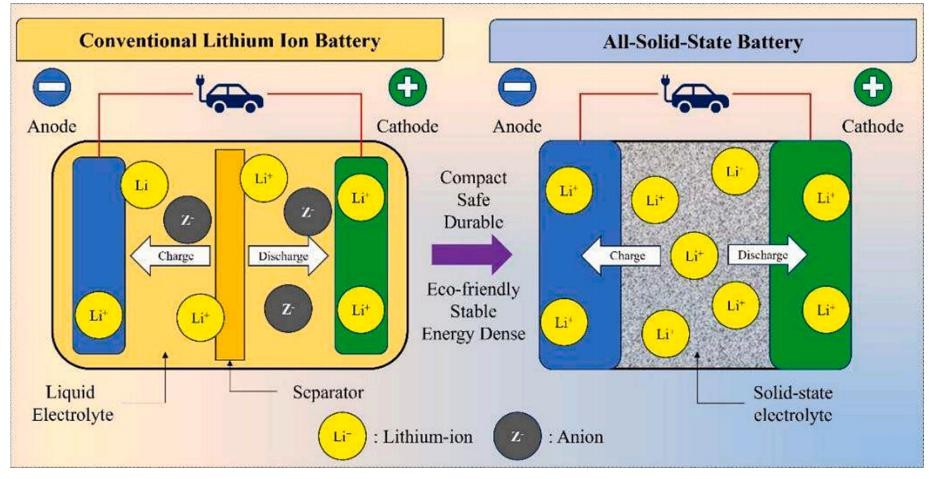 Conventional Lithium Ion Battery
All-Solid-State Battery
Anode
Cathode
Anode
Cathode
Li
Li⁺
Z⁻
Z⁻
Li⁺
Charge
Discharge
Li⁺
Li⁺
Z⁻
Li⁺
Compact
Safe
Durable
Eco-friendly
Stable
Energy Dense
Li⁺
Li⁺
Li⁺
Li⁺
Charge
Li⁺
Discharge
Li⁺
Li⁺
Li⁺
Li⁺
Liquid
Electrolyte
Separator
Solid-state
electrolyte
Li⁺ : Lithium-ion
Z⁻ : Anion